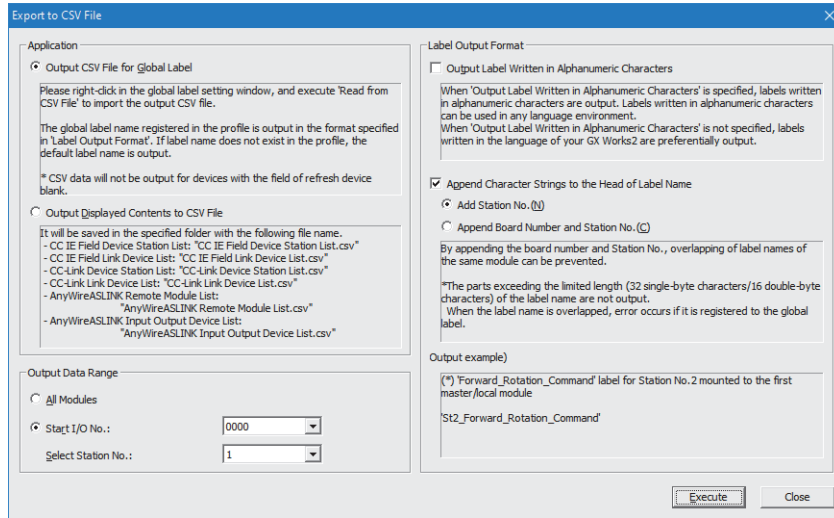 Export to CSV File
Application
Output CSV File for Global Label
Please right-click in the global label setting window, and execute 'Read from
CSV File' to import the output CSV file.
The global label name registered in the profile is output in the format specified
in 'Label Output Format'. If label name does not exist in the profile, the
default label name is output.
* CSV data will not be output for devices with the field of refresh device
blank.
Output Displayed Contents to CSV File
It will be saved in the specified folder with the following file name.
- CC IE Field Device Station List: "CC IE Field Device Station List.csv"
- CC IE Field Link Device List: "CC IE Field Link Device List.csv"
- CC-Link Device Station List: "CC-Link Device Station List.csv"
- CC-Link Link Device List: "CC-Link Link Device List.csv"
- AnyWireASLINK Remote Module List:
"AnyWireASLINK Remote Module List.csv"
- AnyWireASLINK Input Output Device List:
"AnyWireASLINK Input Output Device List.csv"
Output Data Range
All Modules
Start I/O No.:
0000
Select Station No.:
1
Label Output Format
Output Label Written in Alphanumeric Characters
When 'Output Label Written in Alphanumeric Characters' is specified, labels written
in alphanumeric characters are output. Labels written in alphanumeric characters
can be used in any language environment.
When 'Output Label Written in Alphanumeric Characters' is not specified, labels
written in the language of your GX Works2 are preferentially output.
Append Character Strings to the Head of Label Name
Add Station No.(N)
Append Board Number and Station No.(C)
By appending the board number and Station No., overlapping of label names of
the same module can be prevented.
*The parts exceeding the limited length (32 single-byte characters/16 double-byte
characters) of the label name are not output.
When the label name is overlapped, error occurs if it is registered to the global
label.
Output example)
(*) 'Forward_Rotation_Command' label for Station No.2 mounted to the first
master/local module
'St2_Forward_Rotation_Command'
Execute
Close